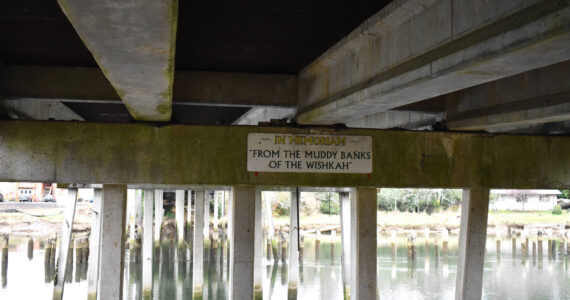 IN MEMORIAM
"FROM THE MUDDY BANKS
OF THE WISHKAH"